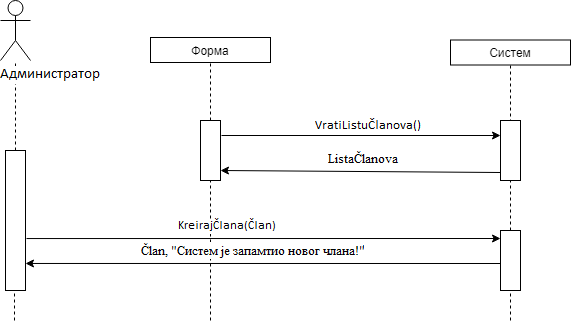 Форма
Систем
Администратор
VratiListuČlanova()
ListaČlanova
KreirajČlana(Član)
Član, "Систем је запамтио новог члана!"